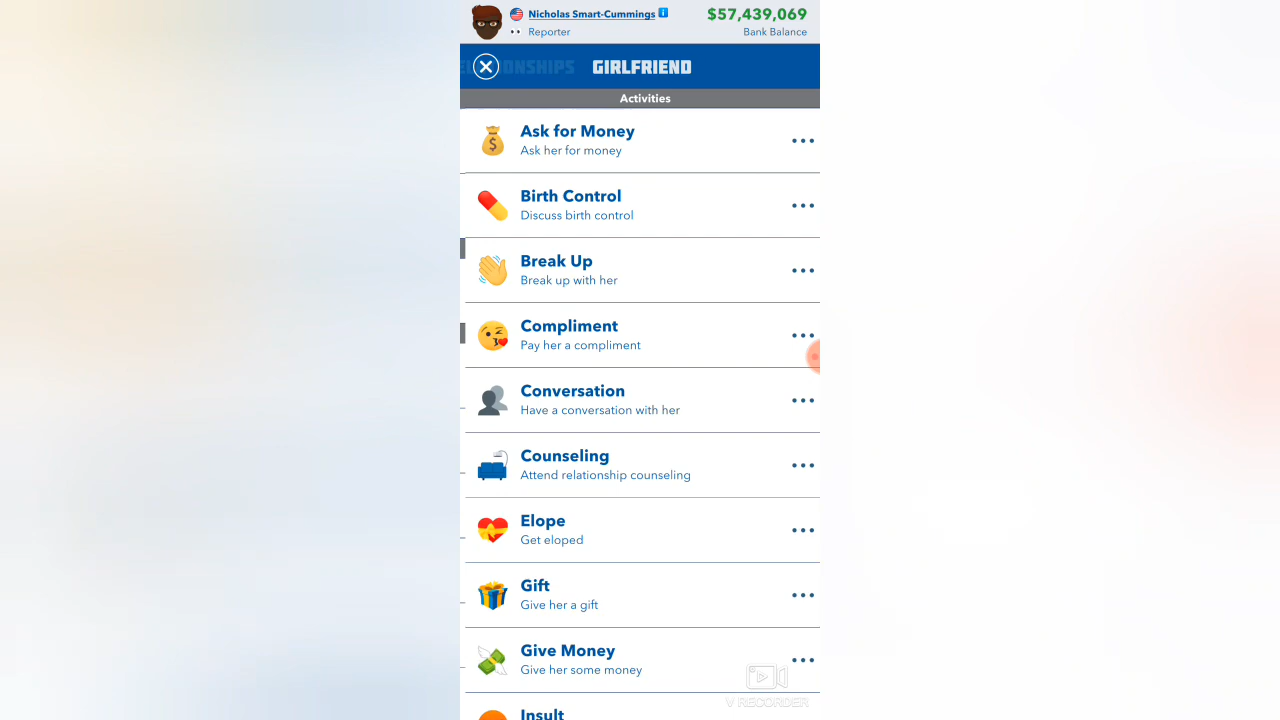 Nicholas Smart-Cummings
$57,439,069
Reporter
Bank Balance
ONSHIPS
GIRLFRIEND
Activities
Ask for Money
Ask her for money
Birth Control
Discuss birth control
Break Up
Break up with her
Compliment
Pay her a compliment
Conversation
Have a conversation with her
Counseling
Attend relationship counseling
Elope
Get eloped
Gift
Give her a gift
Give Money
Give her some money
Insult
V RECORDER